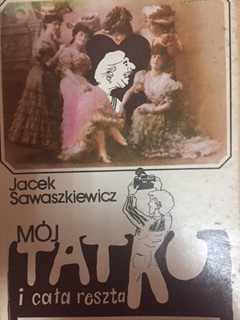 Jacek
Sawaszkiewicz
MÓJ
TATKO
i cała reszta